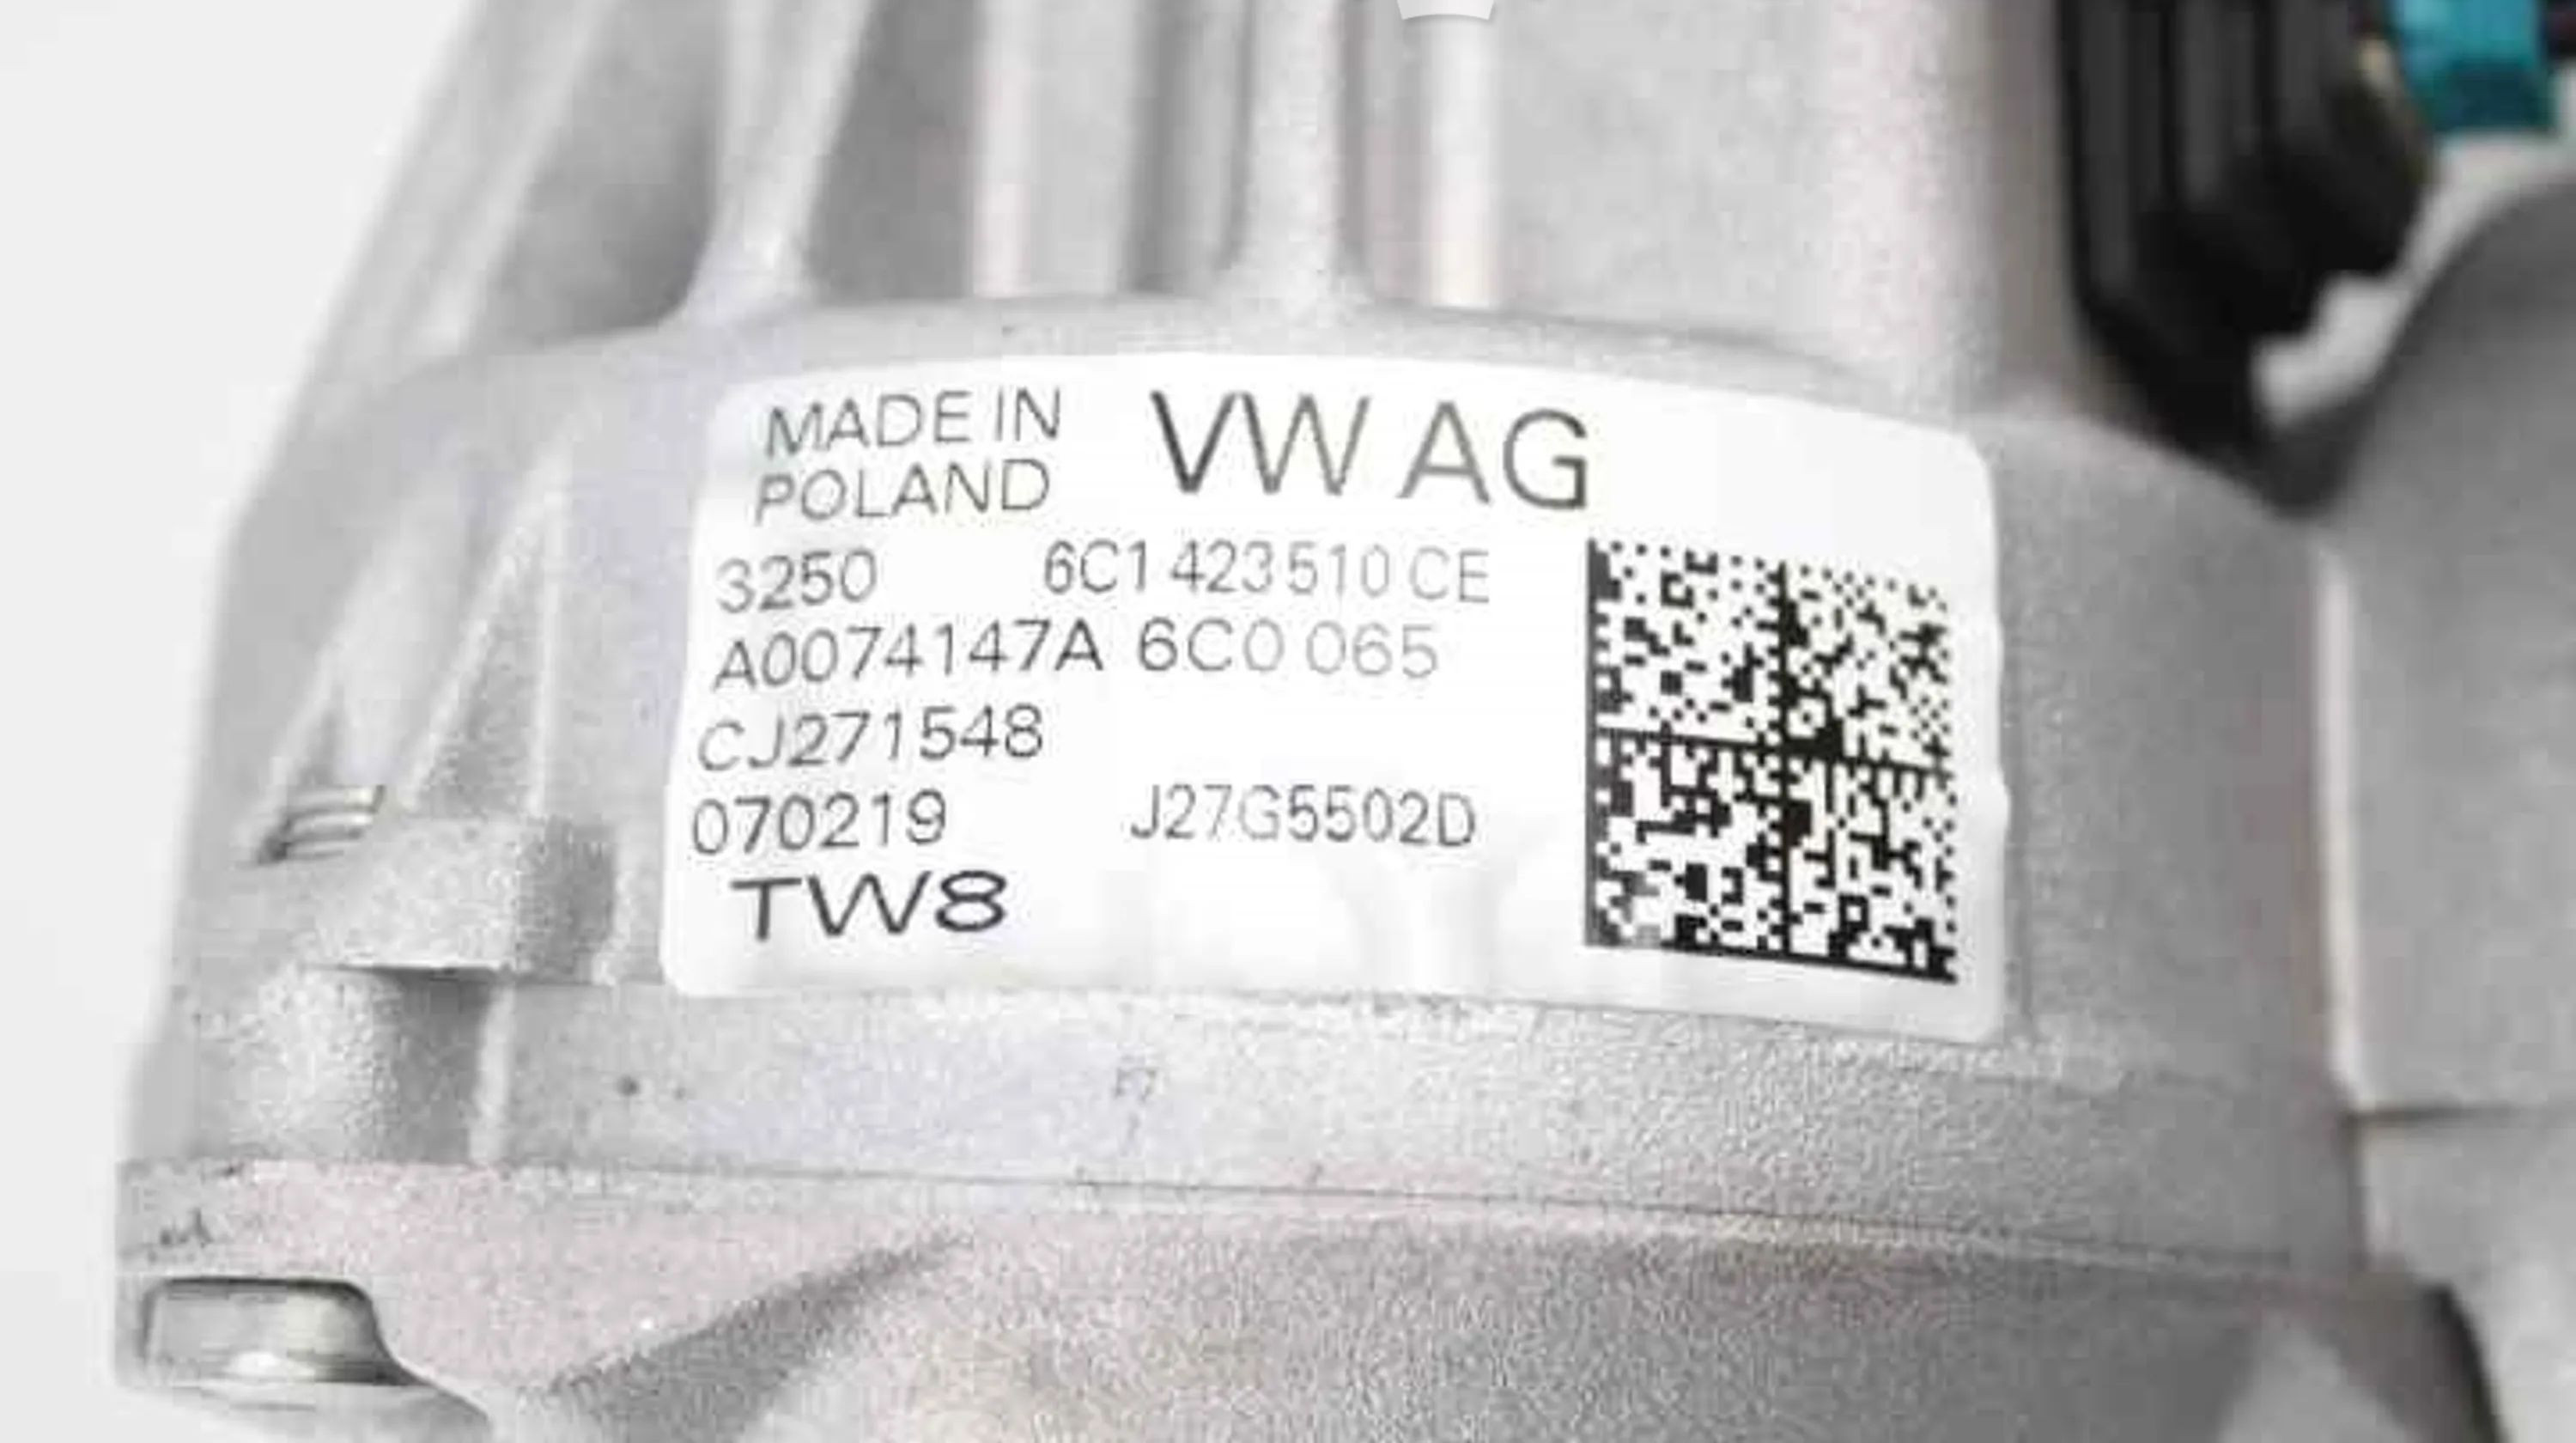 MADE IN VW AG
POLAND
3250 6C1 423 510 CE
A0074147A 6C0 065
CJ271548
070219 J27G5502D
TW8